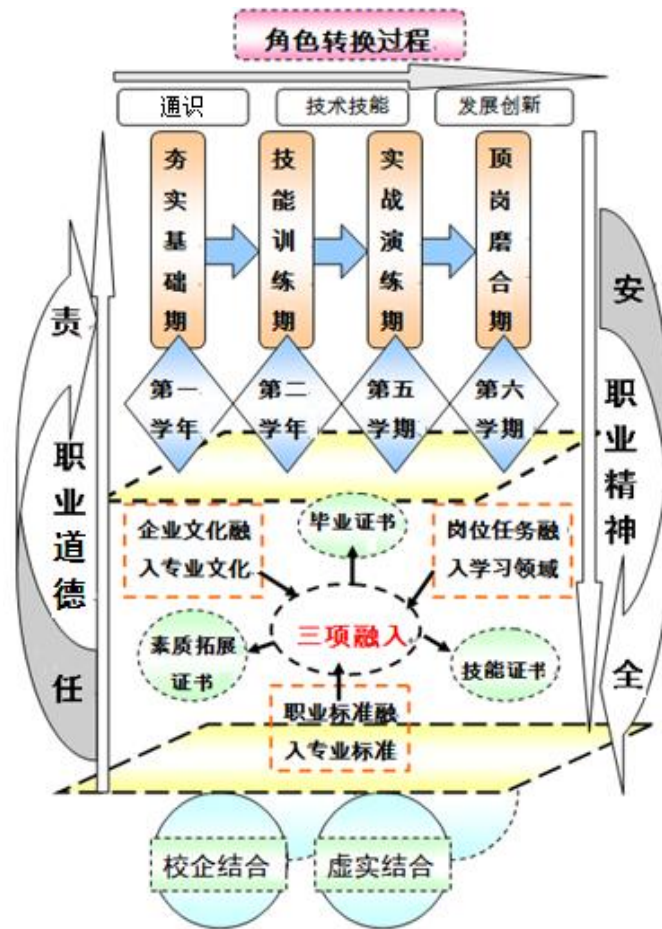 角色转换过程
通识
技术技能
发展创新
夯实基础期
技能训练期
实战演练期
顶岗磨合期
第一
学年
第二
学年
第五
学期
第六
学期
责
任
职业道德
安
全
职业精神
企业文化融
入专业文化
毕业证书
岗位任务融
入学习领域
三项融入
素质拓展
证书
技能证书
职业标准融
入专业标准
校企结合
虚实结合